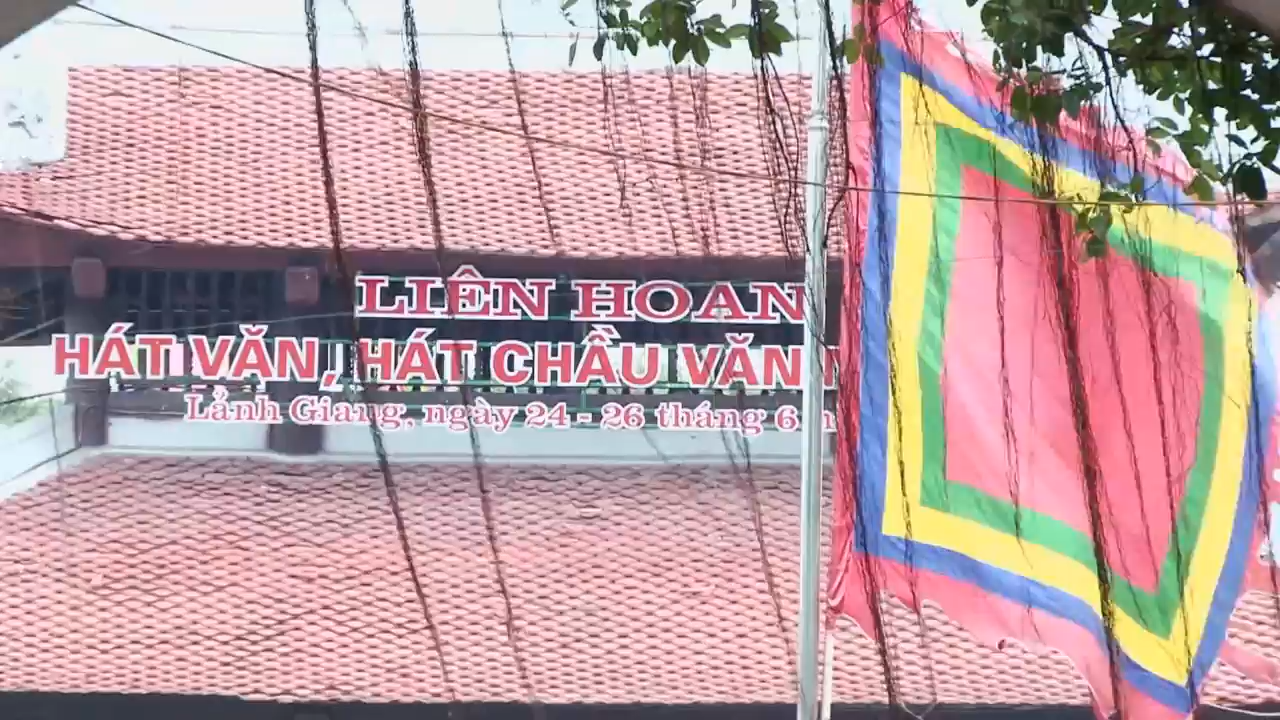 LIÊN HOAN
HÁT VĂN, HÁT CHẦU VĂN
Lảnh Giang, ngày 24 - 26 tháng 6